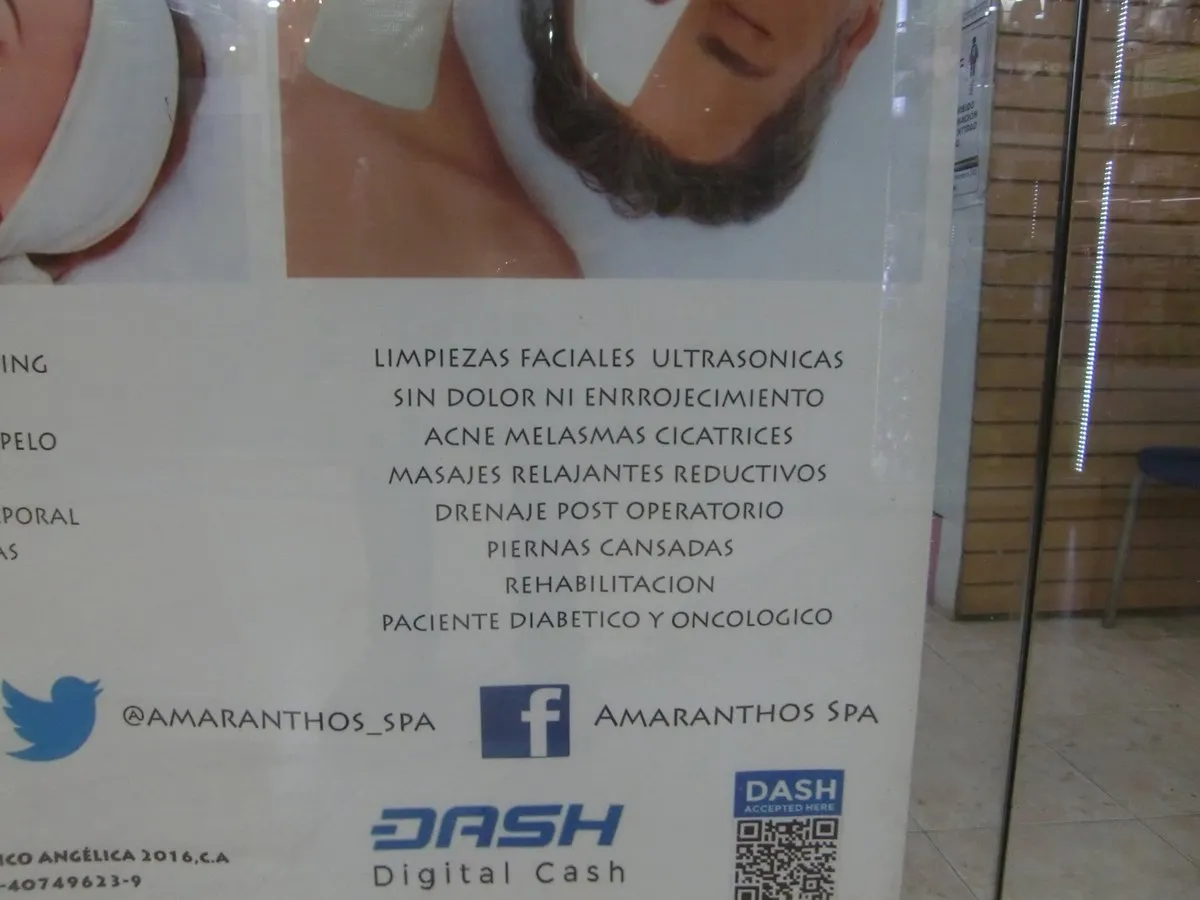 ING
PELO
PORAL
AS
LIMPIEZAS FACIALES ULTRASONICAS
SIN DOLOR NI ENRROJECIMIENTO
ACNE MELASMAS CICATRICES
MASAJES RELAJANTES REDUCTIVOS
DRENAJE POST OPERATORIO
PIERNAS CANSADAS
REHABILITACION
PACIENTE DIABETICO Y ONCOLOGICO
@AMARANTHOS_SPA
f AMARANTHOS SPA
DASH
Digital Cash
DASH
ACCEPTED HERE
ICO ANGÉLICA 2016,C.A
-40749623-9